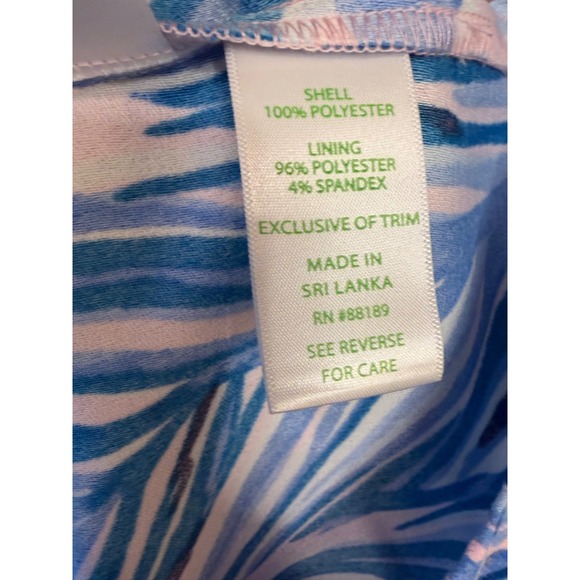 SHELL
100% POLYESTER
LINING
96% POLYESTER
4% SPANDEX
EXCLUSIVE OF TRIM
MADE IN
SRI LANKA
RN #88189
SEE REVERSE
FOR CARE